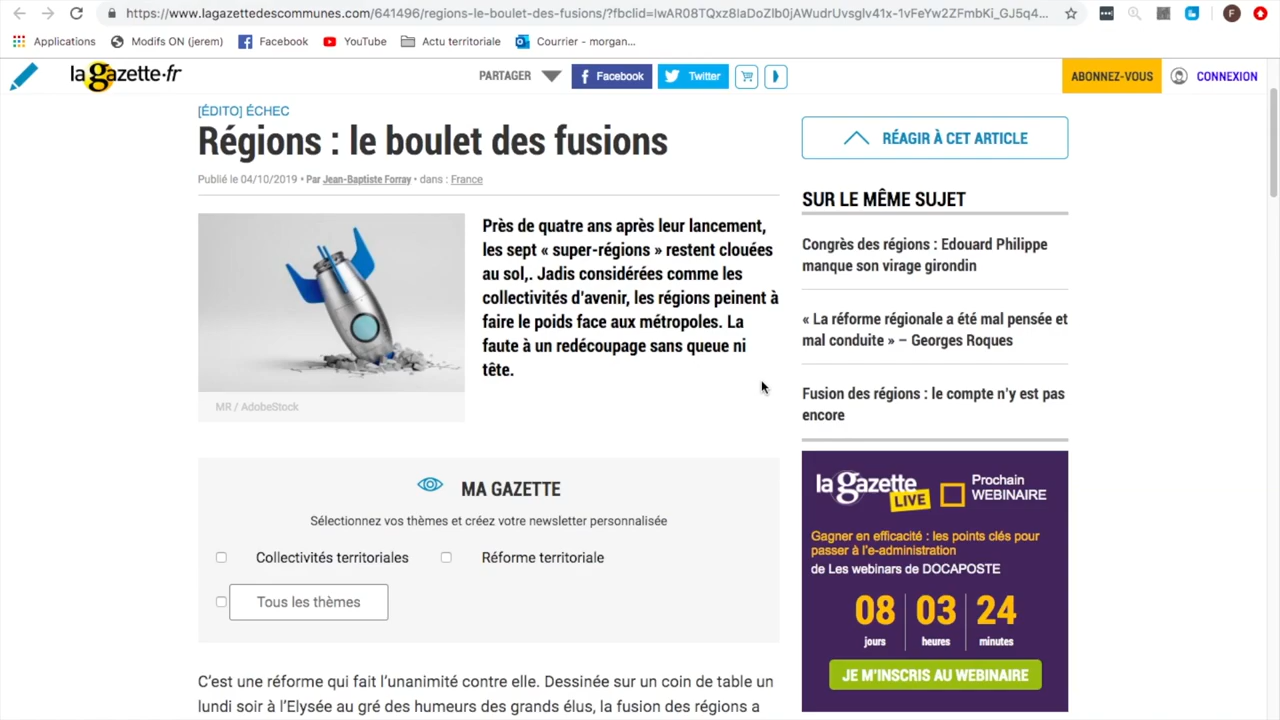 https://www.lagazettedescommunes.com/641496/regions-le-boulet-des-fusions/?fbclid=IwAR08TQxz8IaDoZIb0jAWudrUvsglv41x-1vFeYw2ZFmbKi_GJ5q4...
F
Applications
Modifs ON (jerem)
Facebook
YouTube
Actu territoriale
Courrier - morgan...
la gazette.fr
PARTAGER
Facebook
Twitter
ABONNEZ-VOUS
CONNEXION
[ÉDITO] ÉCHEC
Régions : le boulet des fusions
Publié le 04/10/2019 • Par Jean-Baptiste Forray • dans : France
Près de quatre ans après leur lancement,
les sept « super-régions » restent clouées
au sol,. Jadis considérées comme les
collectivités d'avenir, les régions peinent à
faire le poids face aux métropoles. La
faute à un redécoupage sans queue ni
tête.
MR / AdobeStock
MA GAZETTE
Sélectionnez vos thèmes et créez votre newsletter personnalisée
Collectivités territoriales
Réforme territoriale
Tous les thèmes
C'est une réforme qui fait l'unanimité contre elle. Dessinée sur un coin de table un
lundi soir à l'Elysée au gré des humeurs des grands élus, la fusion des régions a
RÉAGIR À CET ARTICLE
SUR LE MÊME SUJET
Congrès des régions : Edouard Philippe
manque son virage girondin
« La réforme régionale a été mal pensée et
mal conduite » – Georges Roques
Fusion des régions : le compte n'y est pas
encore
la gazette
LIVE
Prochain
WEBINAIRE
Gagner en efficacité : les points clés pour
passer à l'e-administration
de Les webinars de DOCAPOSTE
08 03 24
jours heures minutes
JE M'INSCRIS AU WEBINAIRE